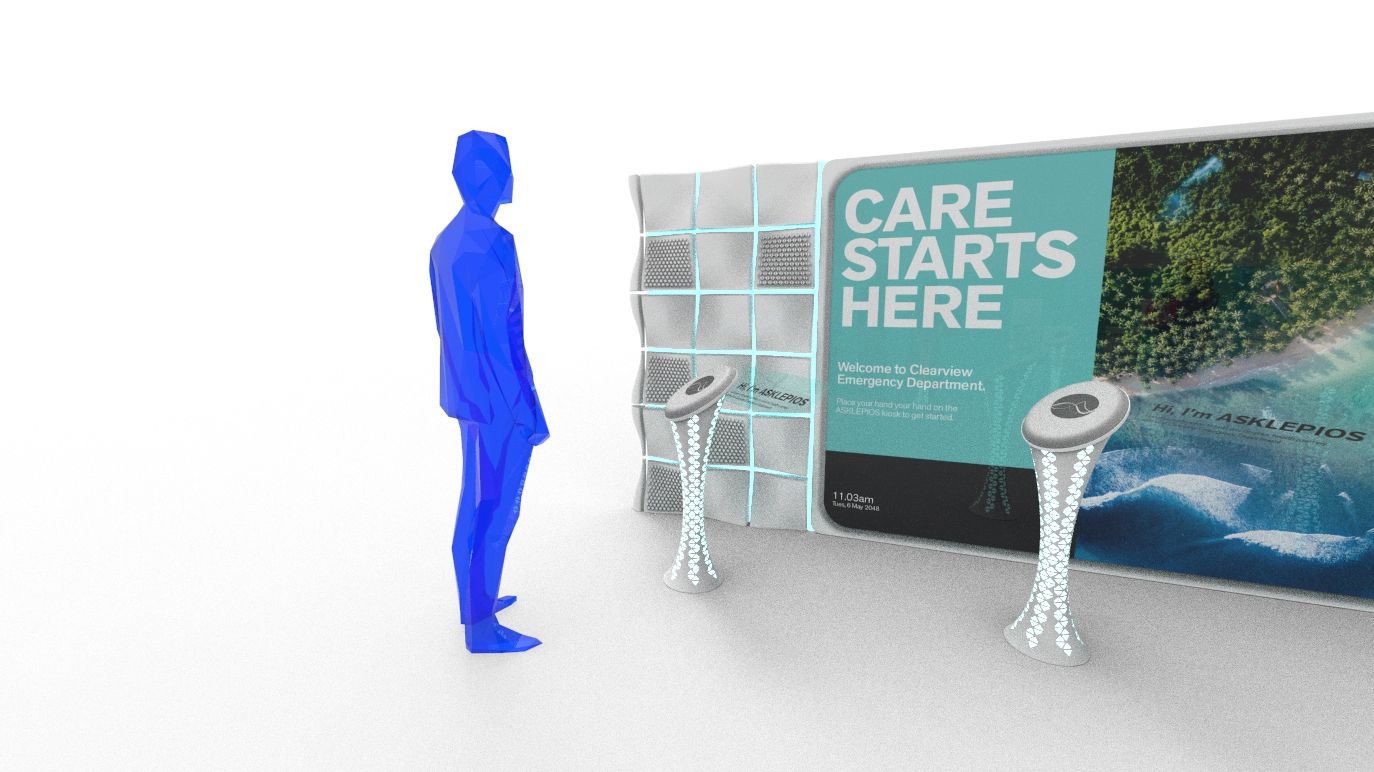 CARE
STARTS
HERE
Welcome to Clearview
Emergency Department.
Place your hand your hand on the
ASKLEPIOS kiosk to get started.
11.03am
Tues, 6 May 2048
Hi, I'm ASKLEPIOS
Hi, I'm ASKLEPIOS